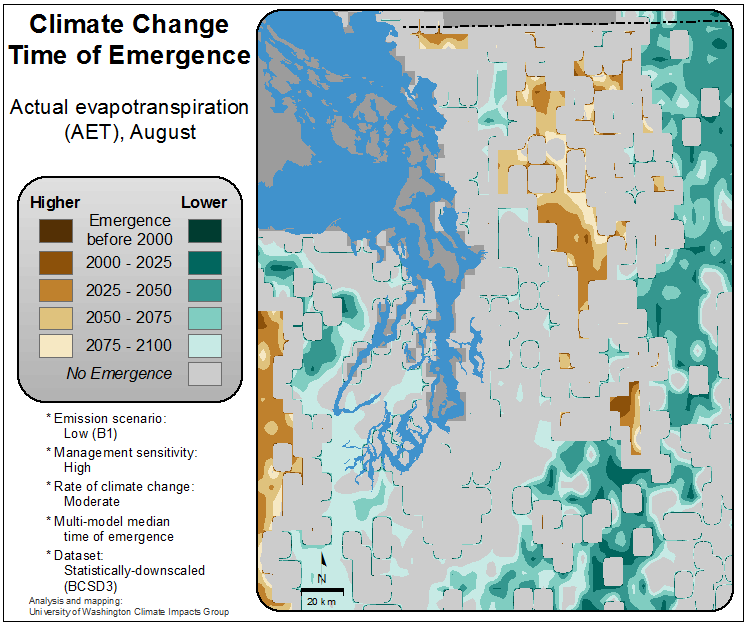 Climate Change
Time of Emergence
Actual evapotranspiration
(AET), August
Higher Lower
Emergence
before 2000
2000 - 2025
2025 - 2050
2050 - 2075
2075 - 2100
No Emergence
* Emission scenario:
Low (B1)
* Management sensitivity:
High
* Rate of climate change:
Moderate
* Multi-model median
time of emergence
* Dataset:
Statistically-downscaled
(BCSD3)
Analysis and mapping:
University of Washington Climate Impacts Group
N
20 km